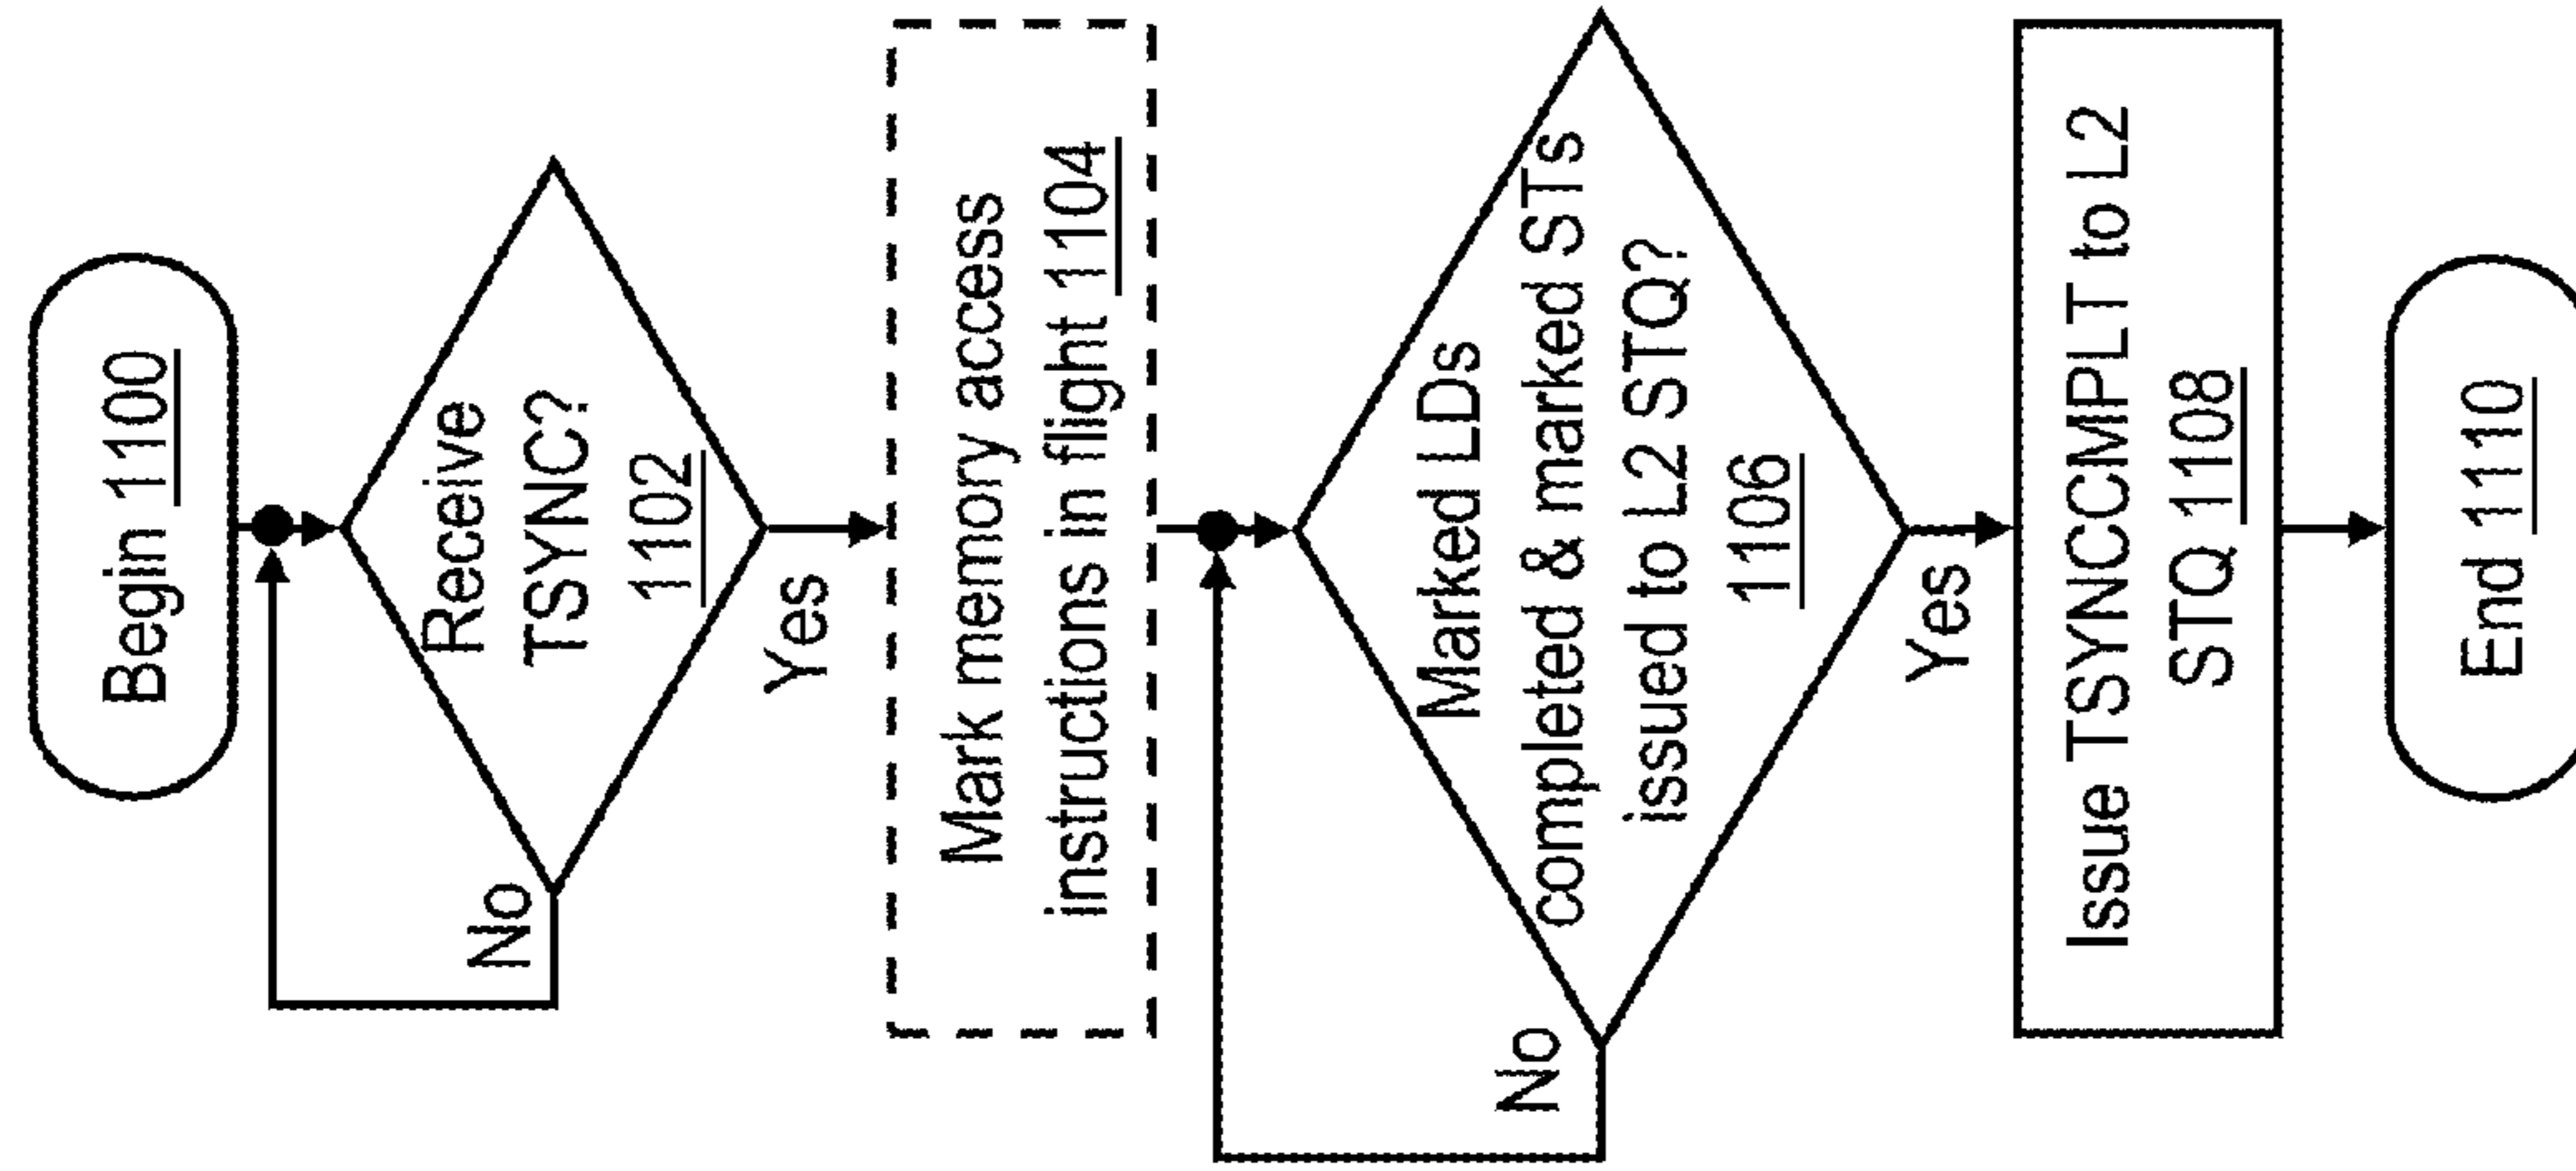 Begin 1100
Receive
TSYNC?
1102
No
Yes
Mark memory access
instructions in flight 1104
Marked LDs
completed & marked STs
issued to L2 STQ?
1106
No
Yes
Issue TSYNCCMPLT to L2
STQ 1108
End 1110